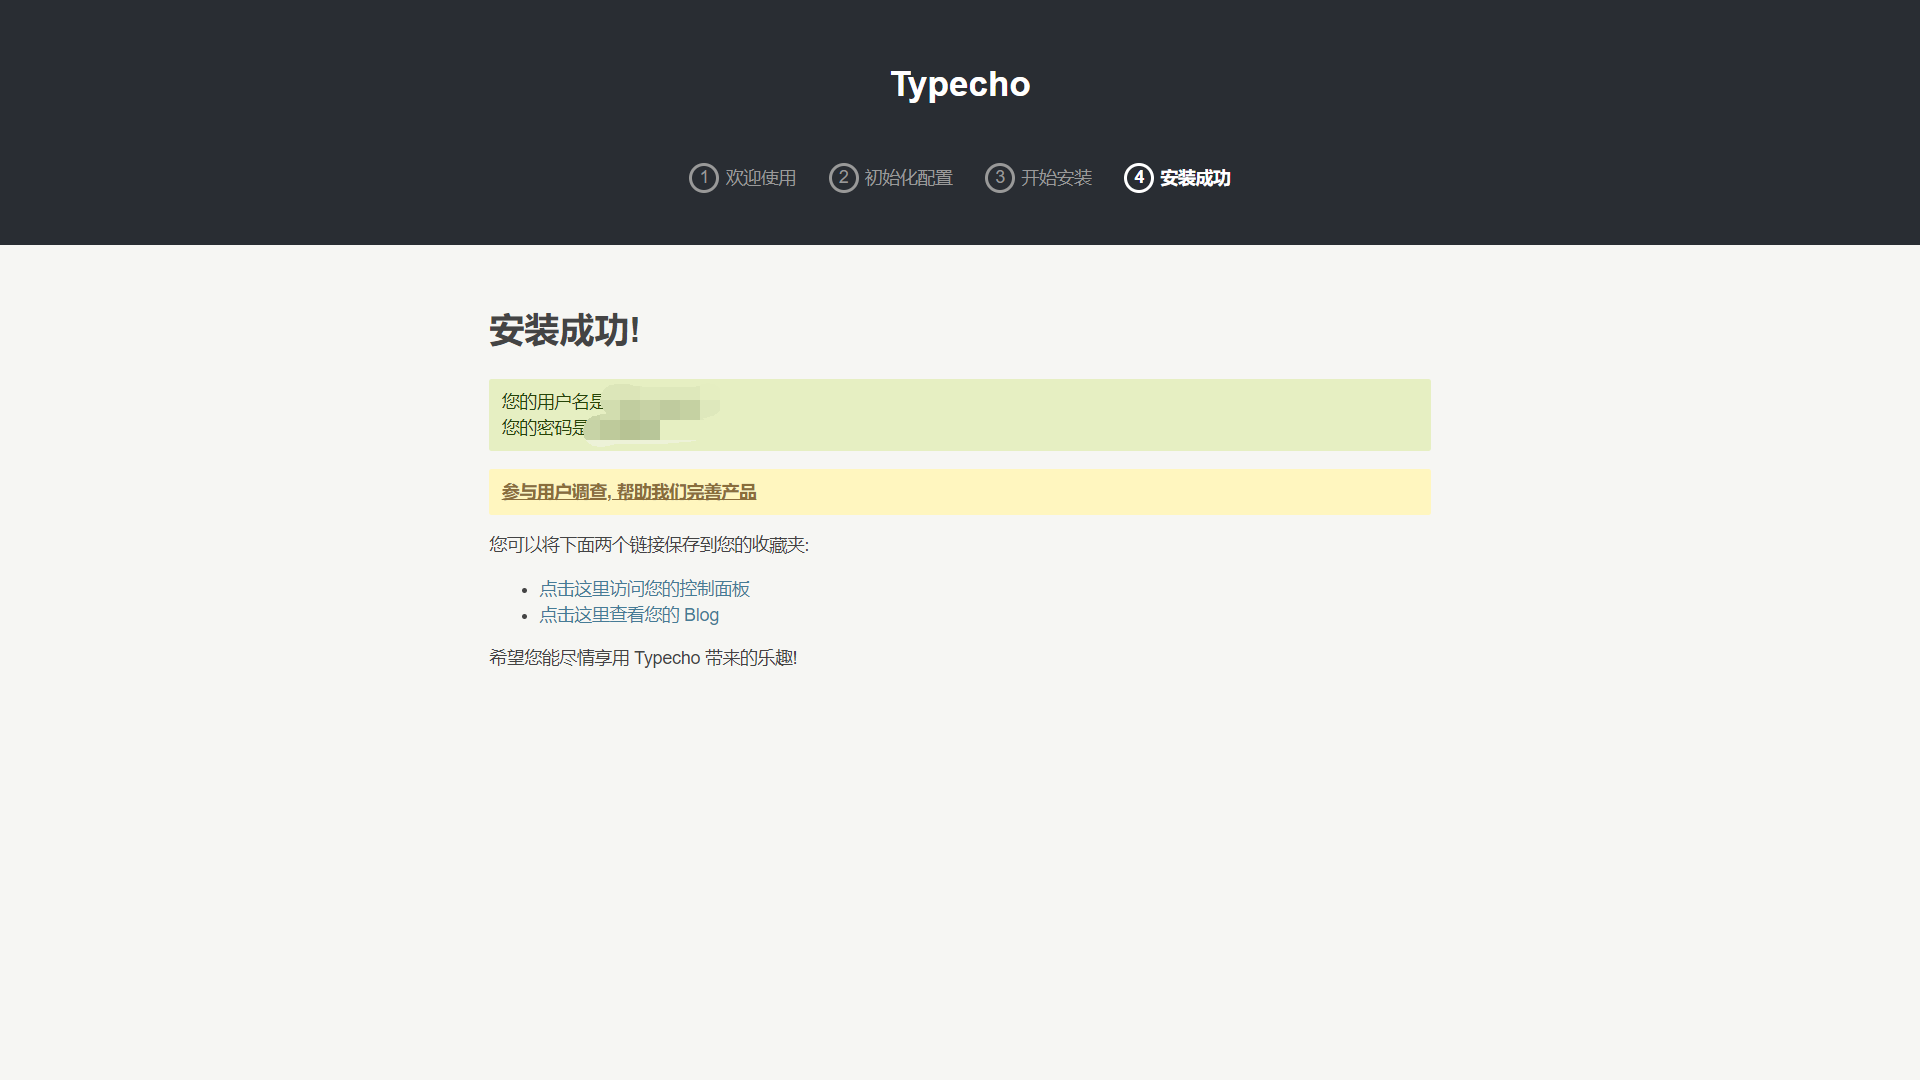 Typecho
1 欢迎使用 2 初始化配置 3 开始安装 4 安装成功
安装成功!
您的用户名是
您的密码是
参与用户调查, 帮助我们完善产品
您可以将下面两个链接保存到您的收藏夹:
• 点击这里访问您的控制面板
• 点击这里查看您的 Blog
希望您能尽情享用 Typecho 带来的乐趣!